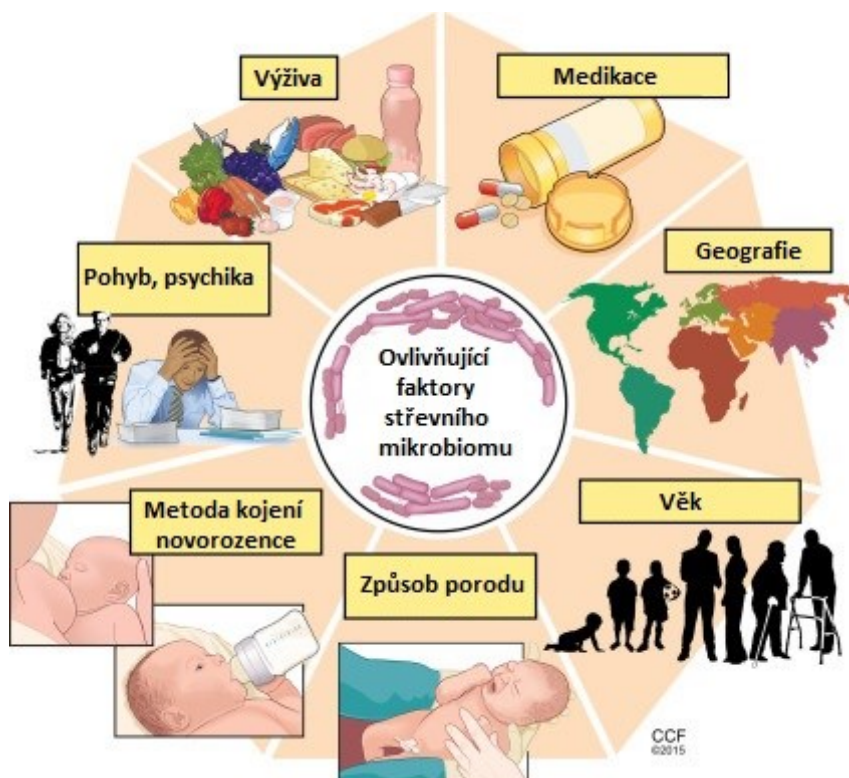 Výživa
Medikace
Geografie
Pohyb, psychika
Ovlivňující
faktory
střevního
mikrobiomu
Věk
Metoda kojení
novorozence
Způsob porodu
CCF
©2015